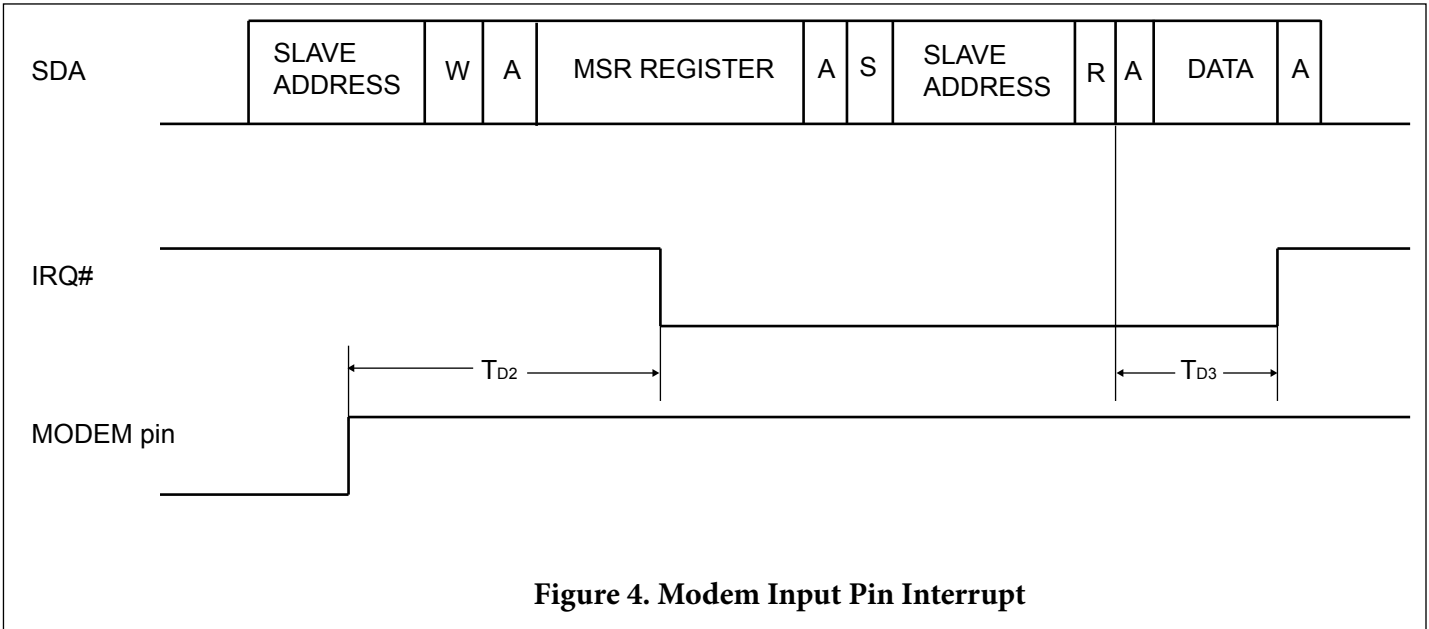 SDA
SLAVE
ADDRESS
W
A
MSR REGISTER
A
S
SLAVE
ADDRESS
R
A
DATA
A
IRQ#
TD2
TD3
MODEM pin
Figure 4. Modem Input Pin Interrupt